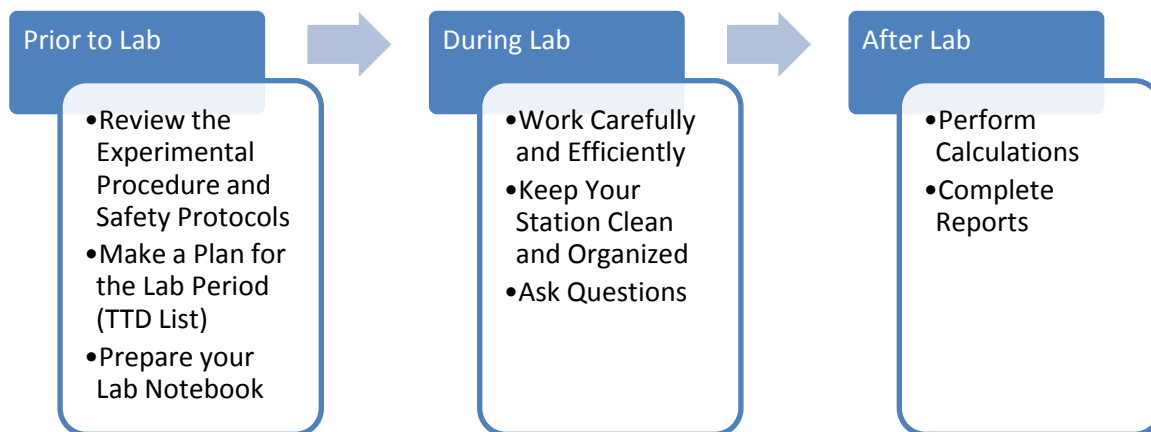 Prior to Lab
•Review the
Experimental
Procedure and
Safety Protocols
•Make a Plan for
the Lab Period
(TTD List)
•Prepare your
Lab Notebook
During Lab
•Work Carefully
and Efficiently
•Keep Your
Station Clean
and Organized
•Ask Questions
After Lab
•Perform
Calculations
•Complete
Reports